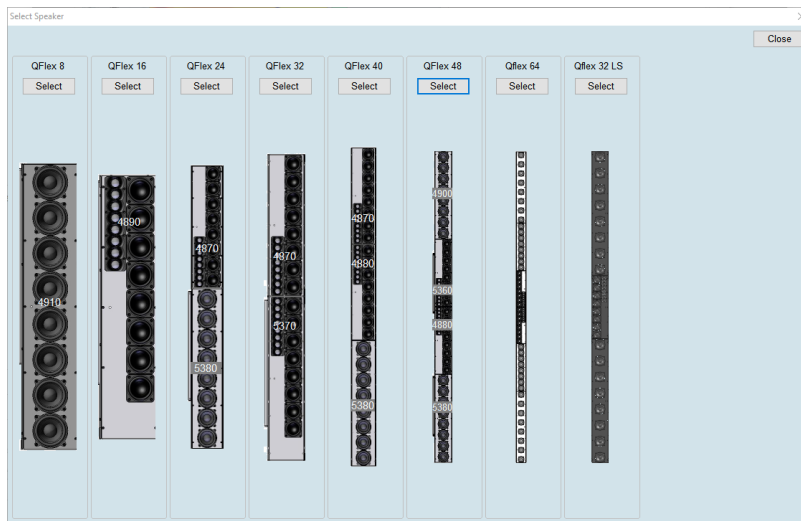 Select Speaker
Close
QFlex 8
QFlex 16
QFlex 24
QFlex 32
QFlex 40
QFlex 48
Qflex 64
Qflex 32 LS
Select
Select
Select
Select
Select
Select
Select
Select
4910
4890
4870
5380
4870
5370
4870
4880
5380
4900
5360
4880
5380